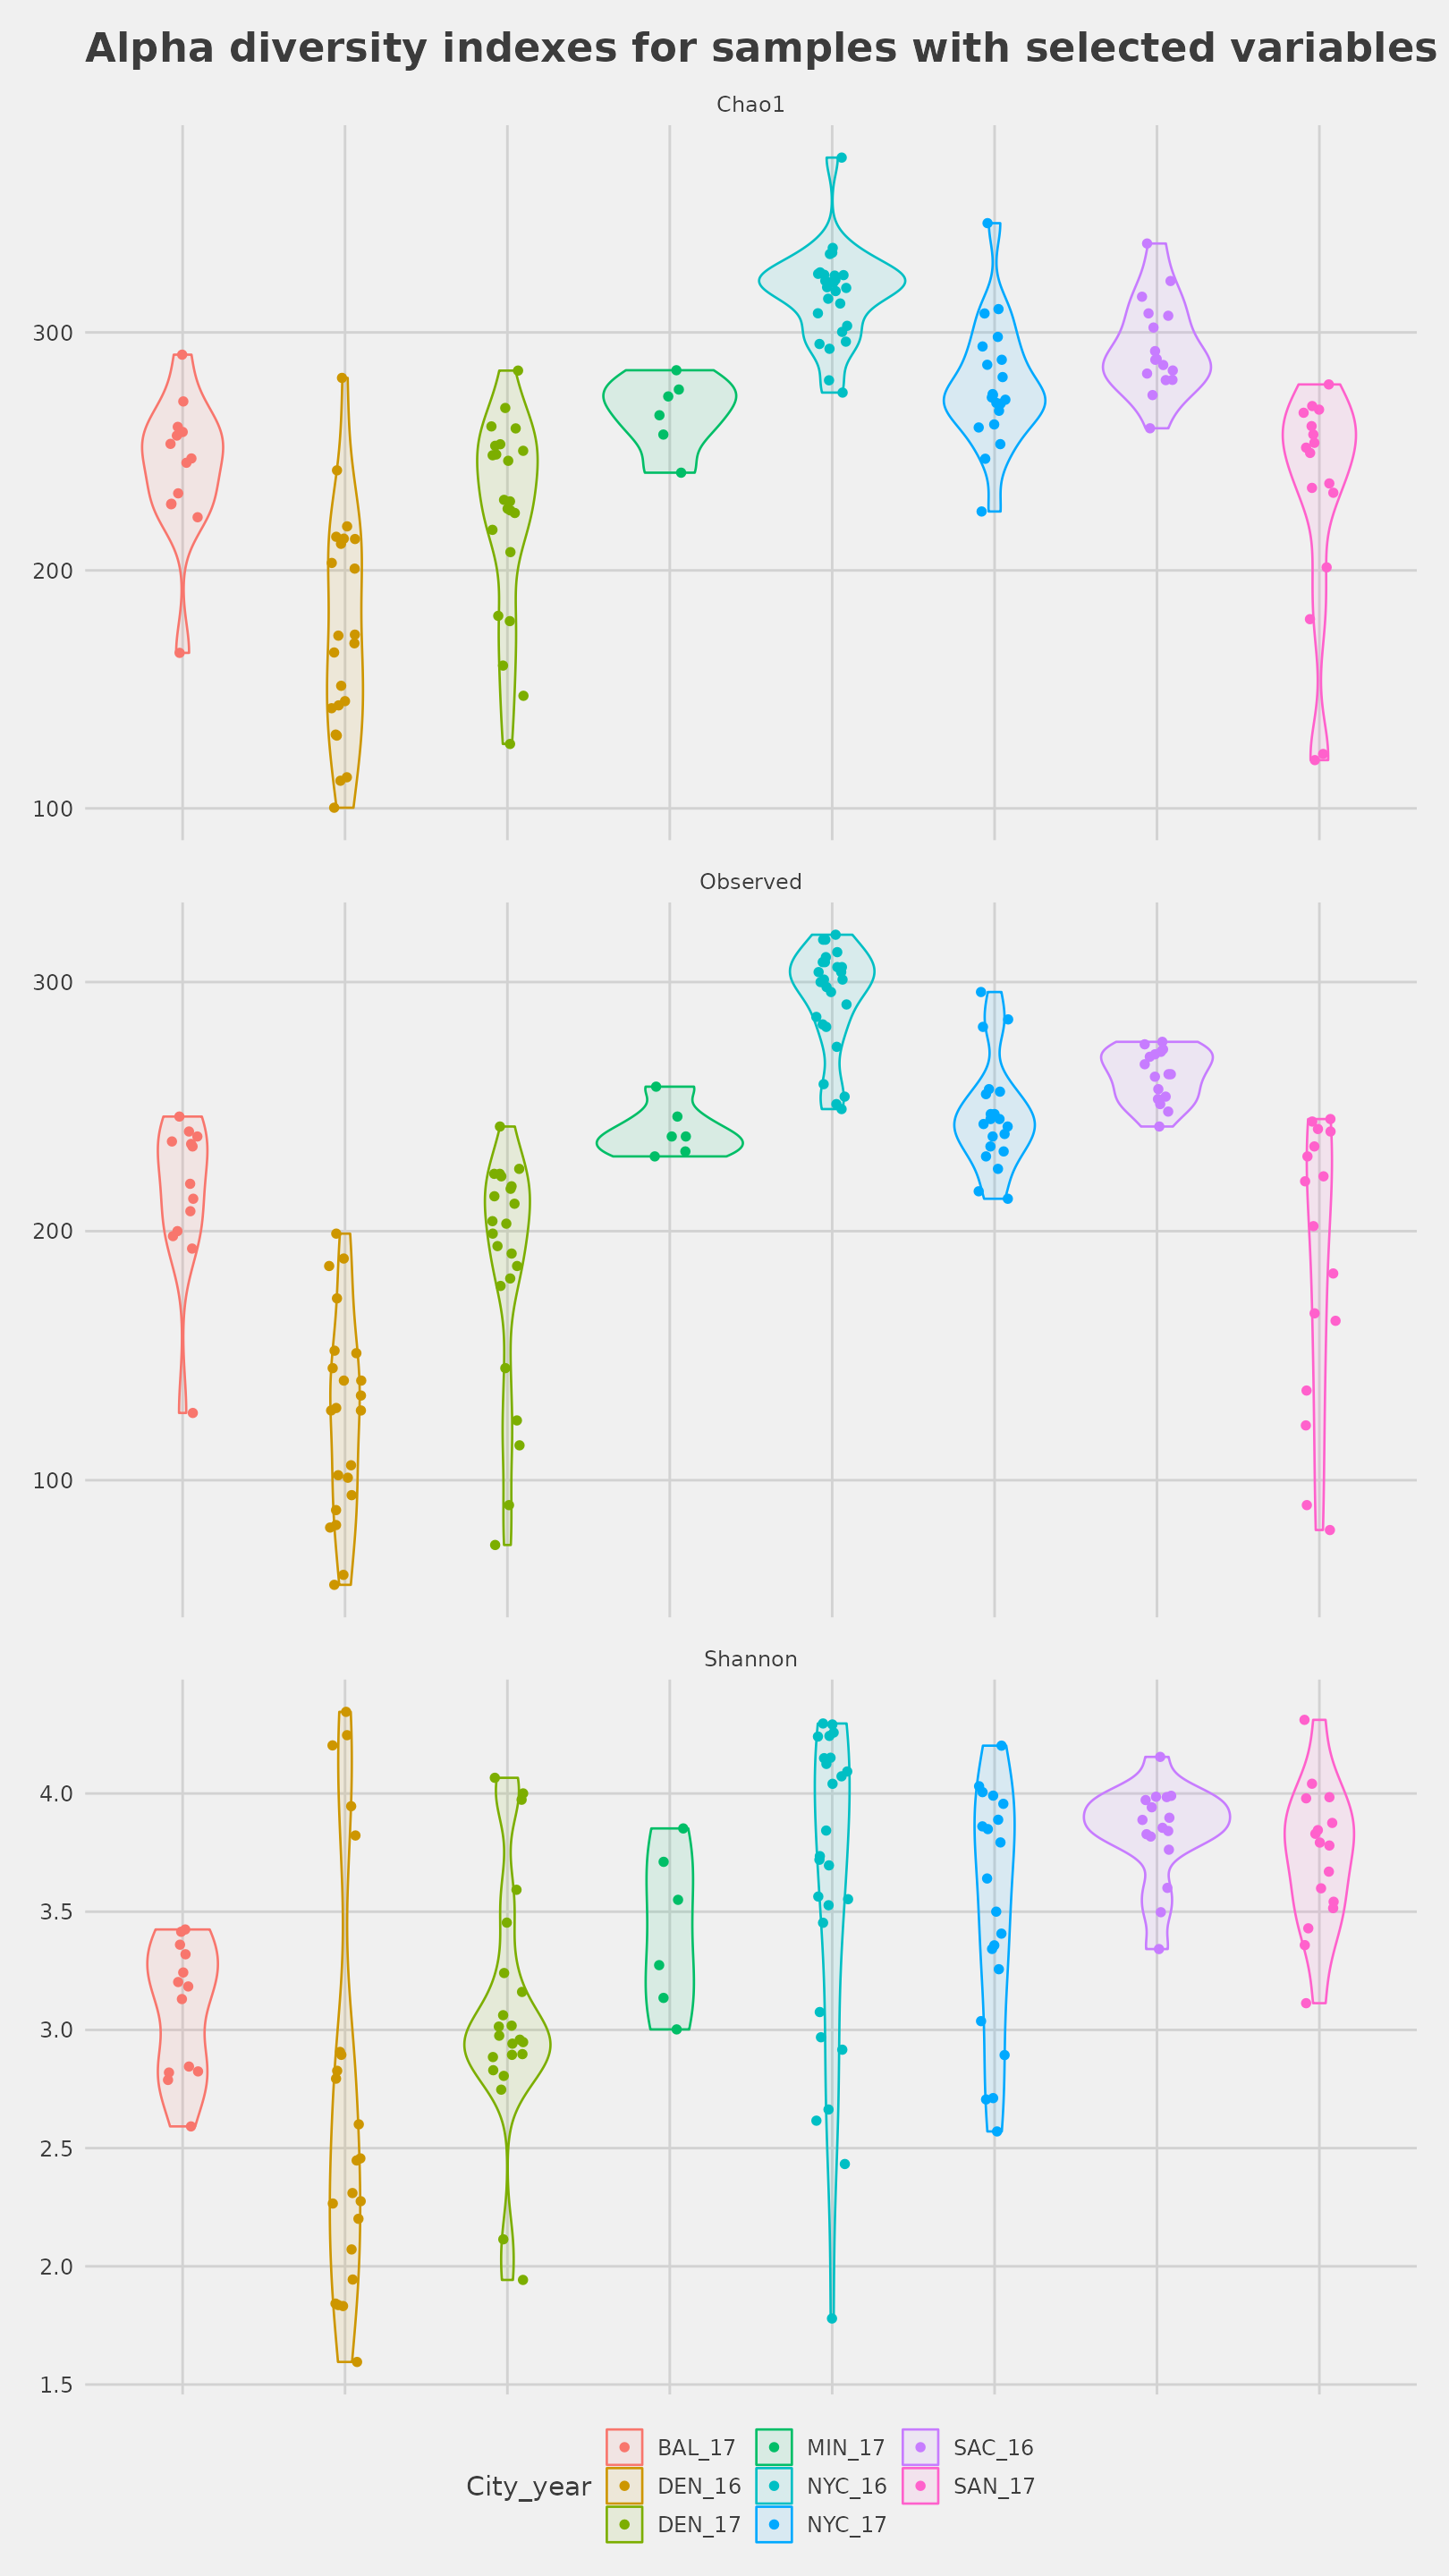 Alpha diversity indexes for samples with selected variables
Chao1
300
200
100
Observed
300
200
100
Shannon
4.0
3.5
3.0
2.5
2.0
1.5
City_year
BAL_17 MIN_17 SAC_16
DEN_16 NYC_16 SAN_17
DEN_17 NYC_17